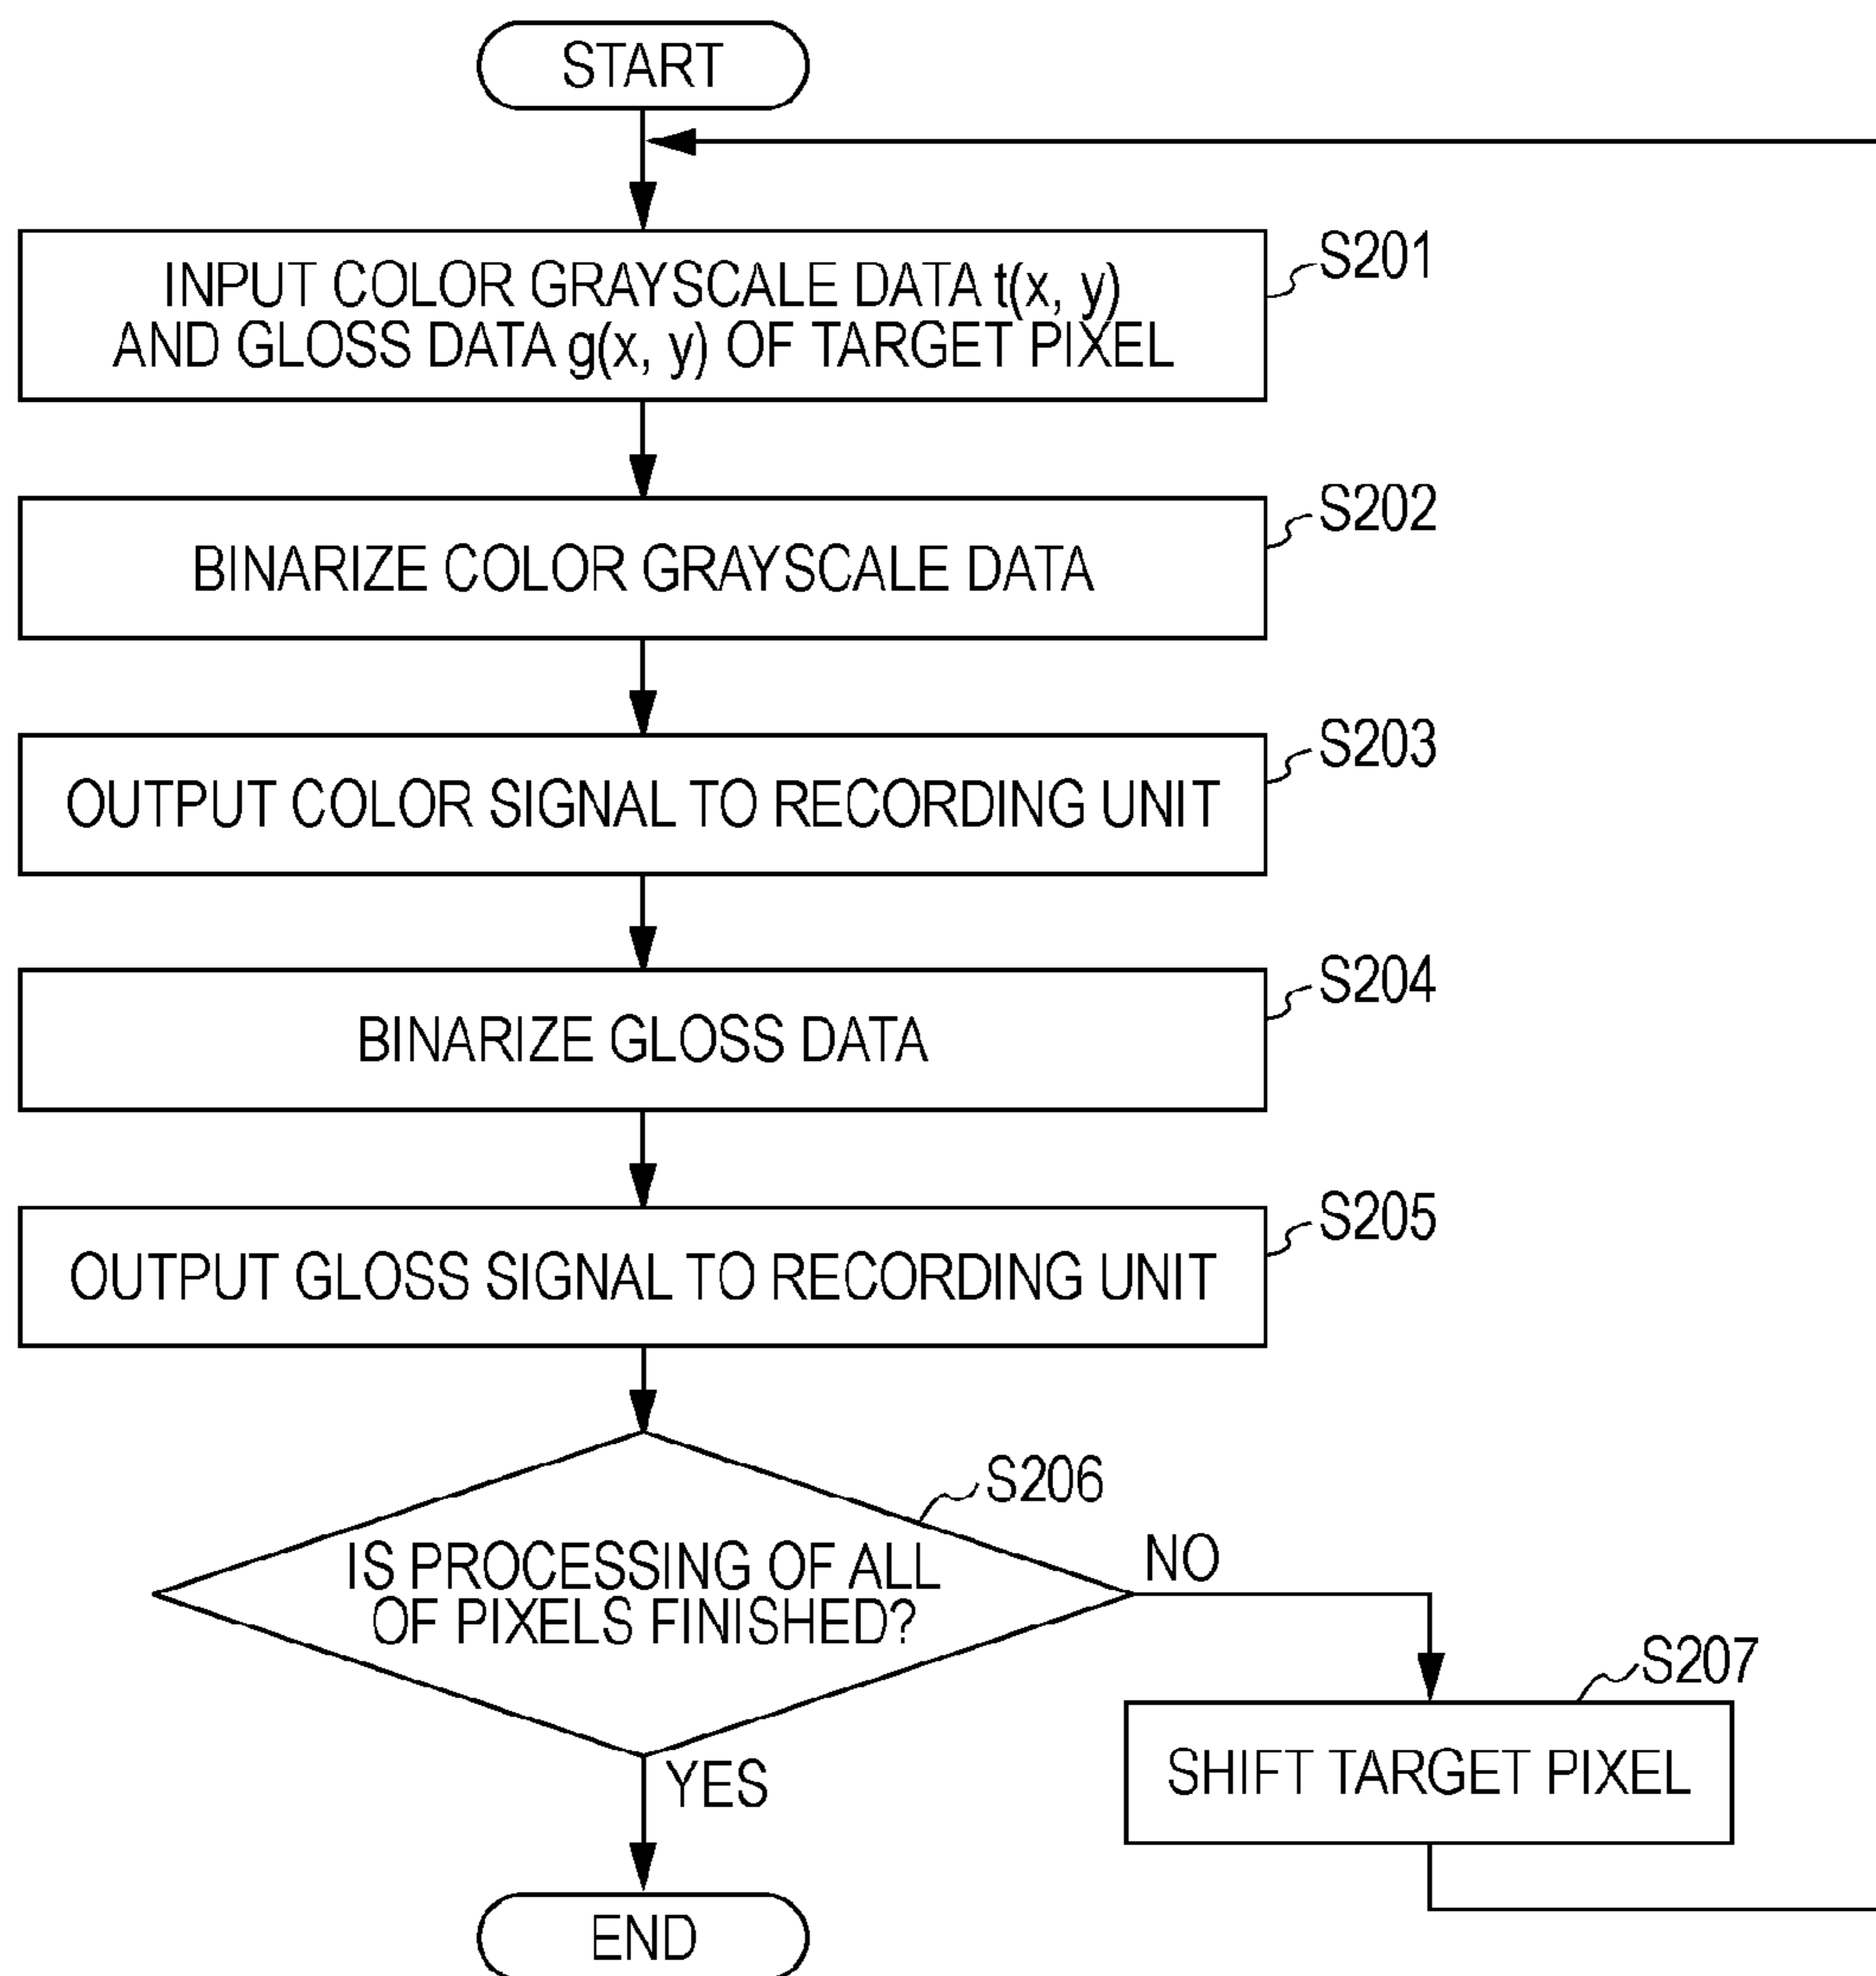 START
INPUT COLOR GRAYSCALE DATA t(x, y)
AND GLOSS DATA g(x, y) OF TARGET PIXEL
S201
BINARIZE COLOR GRAYSCALE DATA
S202
OUTPUT COLOR SIGNAL TO RECORDING UNIT
S203
BINARIZE GLOSS DATA
S204
OUTPUT GLOSS SIGNAL TO RECORDING UNIT
S205
IS PROCESSING OF ALL
OF PIXELS FINISHED?
S206
NO
S207
SHIFT TARGET PIXEL
YES
END